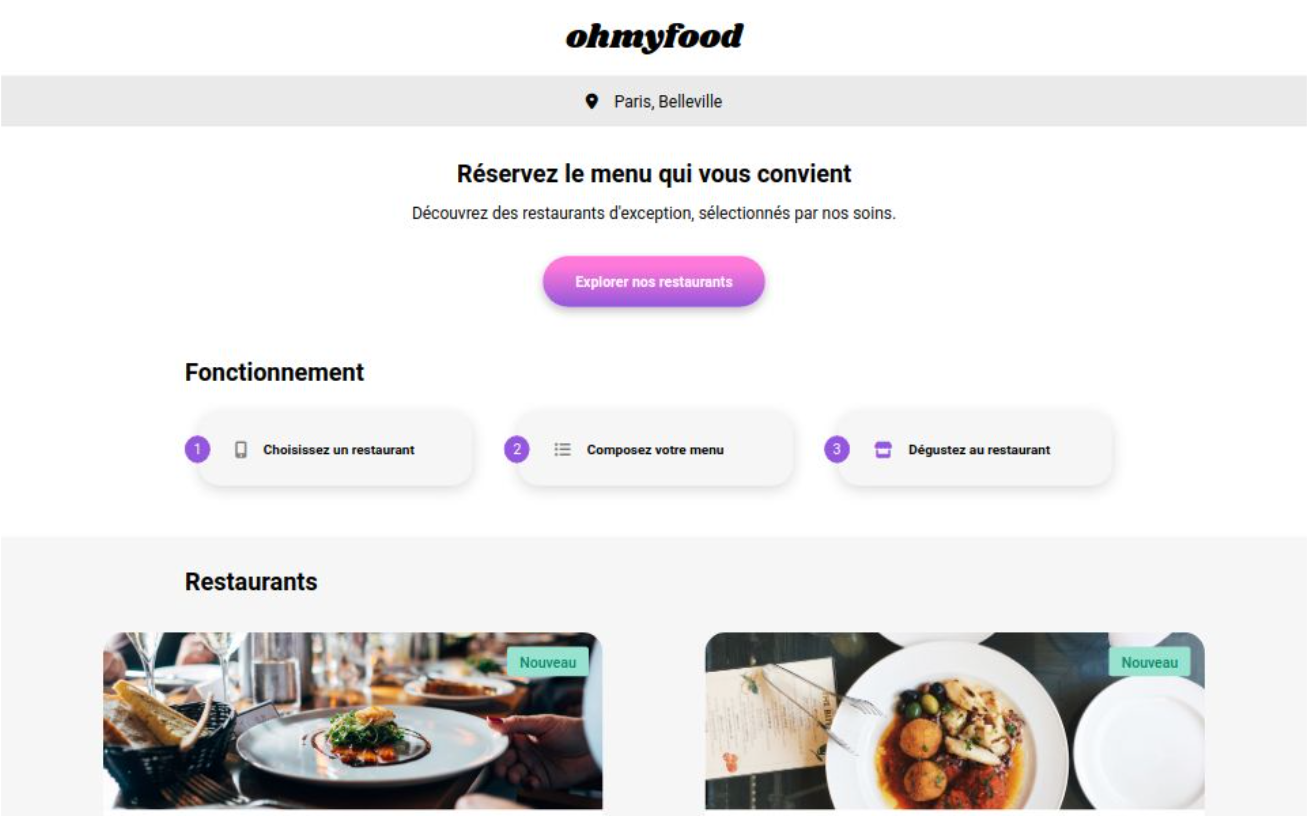 ohmyfood
Paris, Belleville
Réservez le menu qui vous convient
Découvrez des restaurants d'exception, sélectionnés par nos soins.
Explorer nos restaurants
Fonctionnement
1 Choisissez un restaurant
2 Composez votre menu
3 Dégustez au restaurant
Restaurants
Nouveau
Nouveau